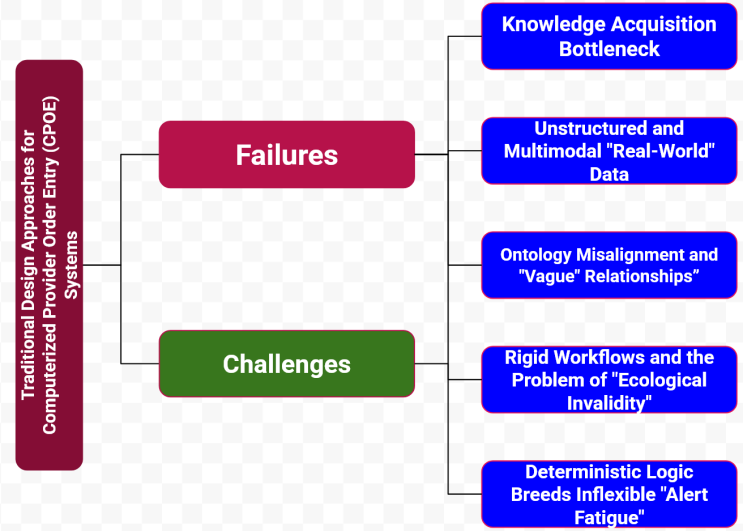 Traditional Design Approaches for
Computerized Provider Order Entry (CPOE)
Systems
Failures
Challenges
Knowledge Acquisition
Bottleneck
Unstructured and
Multimodal "Real-World"
Data
Ontology Misalignment and
"Vague" Relationships”
Rigid Workflows and the
Problem of "Ecological
Invalidity"
Deterministic Logic
Breeds Inflexible "Alert
Fatigue"